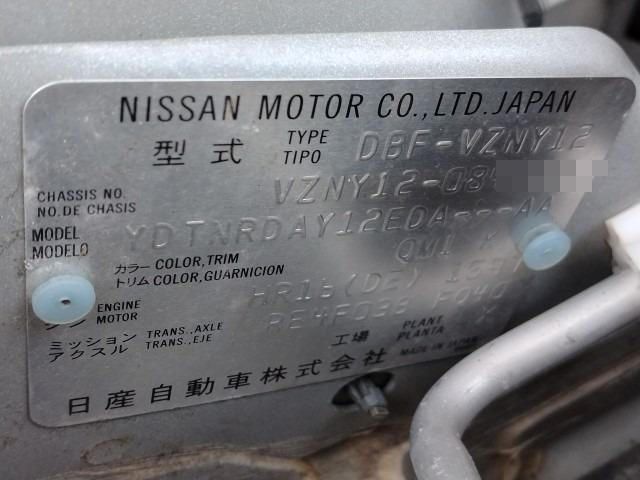 NISSAN MOTOR CO.,LTD.JAPAN
型式 TYPE TIPO DBF-VZNY12
CHASSIS NO. NO.DE CHASIS VZNY12-08
MODEL MODELO YDTNRDAY12EDA---AA
カラー COLOR,TRIM トリム COLOR,GUARNICION QM1 K
ENGINE MOTOR HR16(DE) 1597
ミッション TRANS.,AXLE アクスル TRANS.,EJE RE4F03B FQ40
工場 PLANT PLANTA X
日産自動車株式会社 MADE IN JAPAN